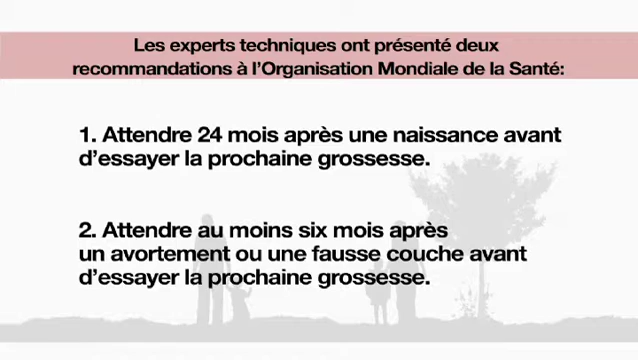 Les experts techniques ont présenté deux
recommandations à l'Organisation Mondiale de la Santé:
1. Attendre 24 mois après une naissance avant
d'essayer la prochaine grossesse.
2. Attendre au moins six mois après
un avortement ou une fausse couche avant
d'essayer la prochaine grossesse.